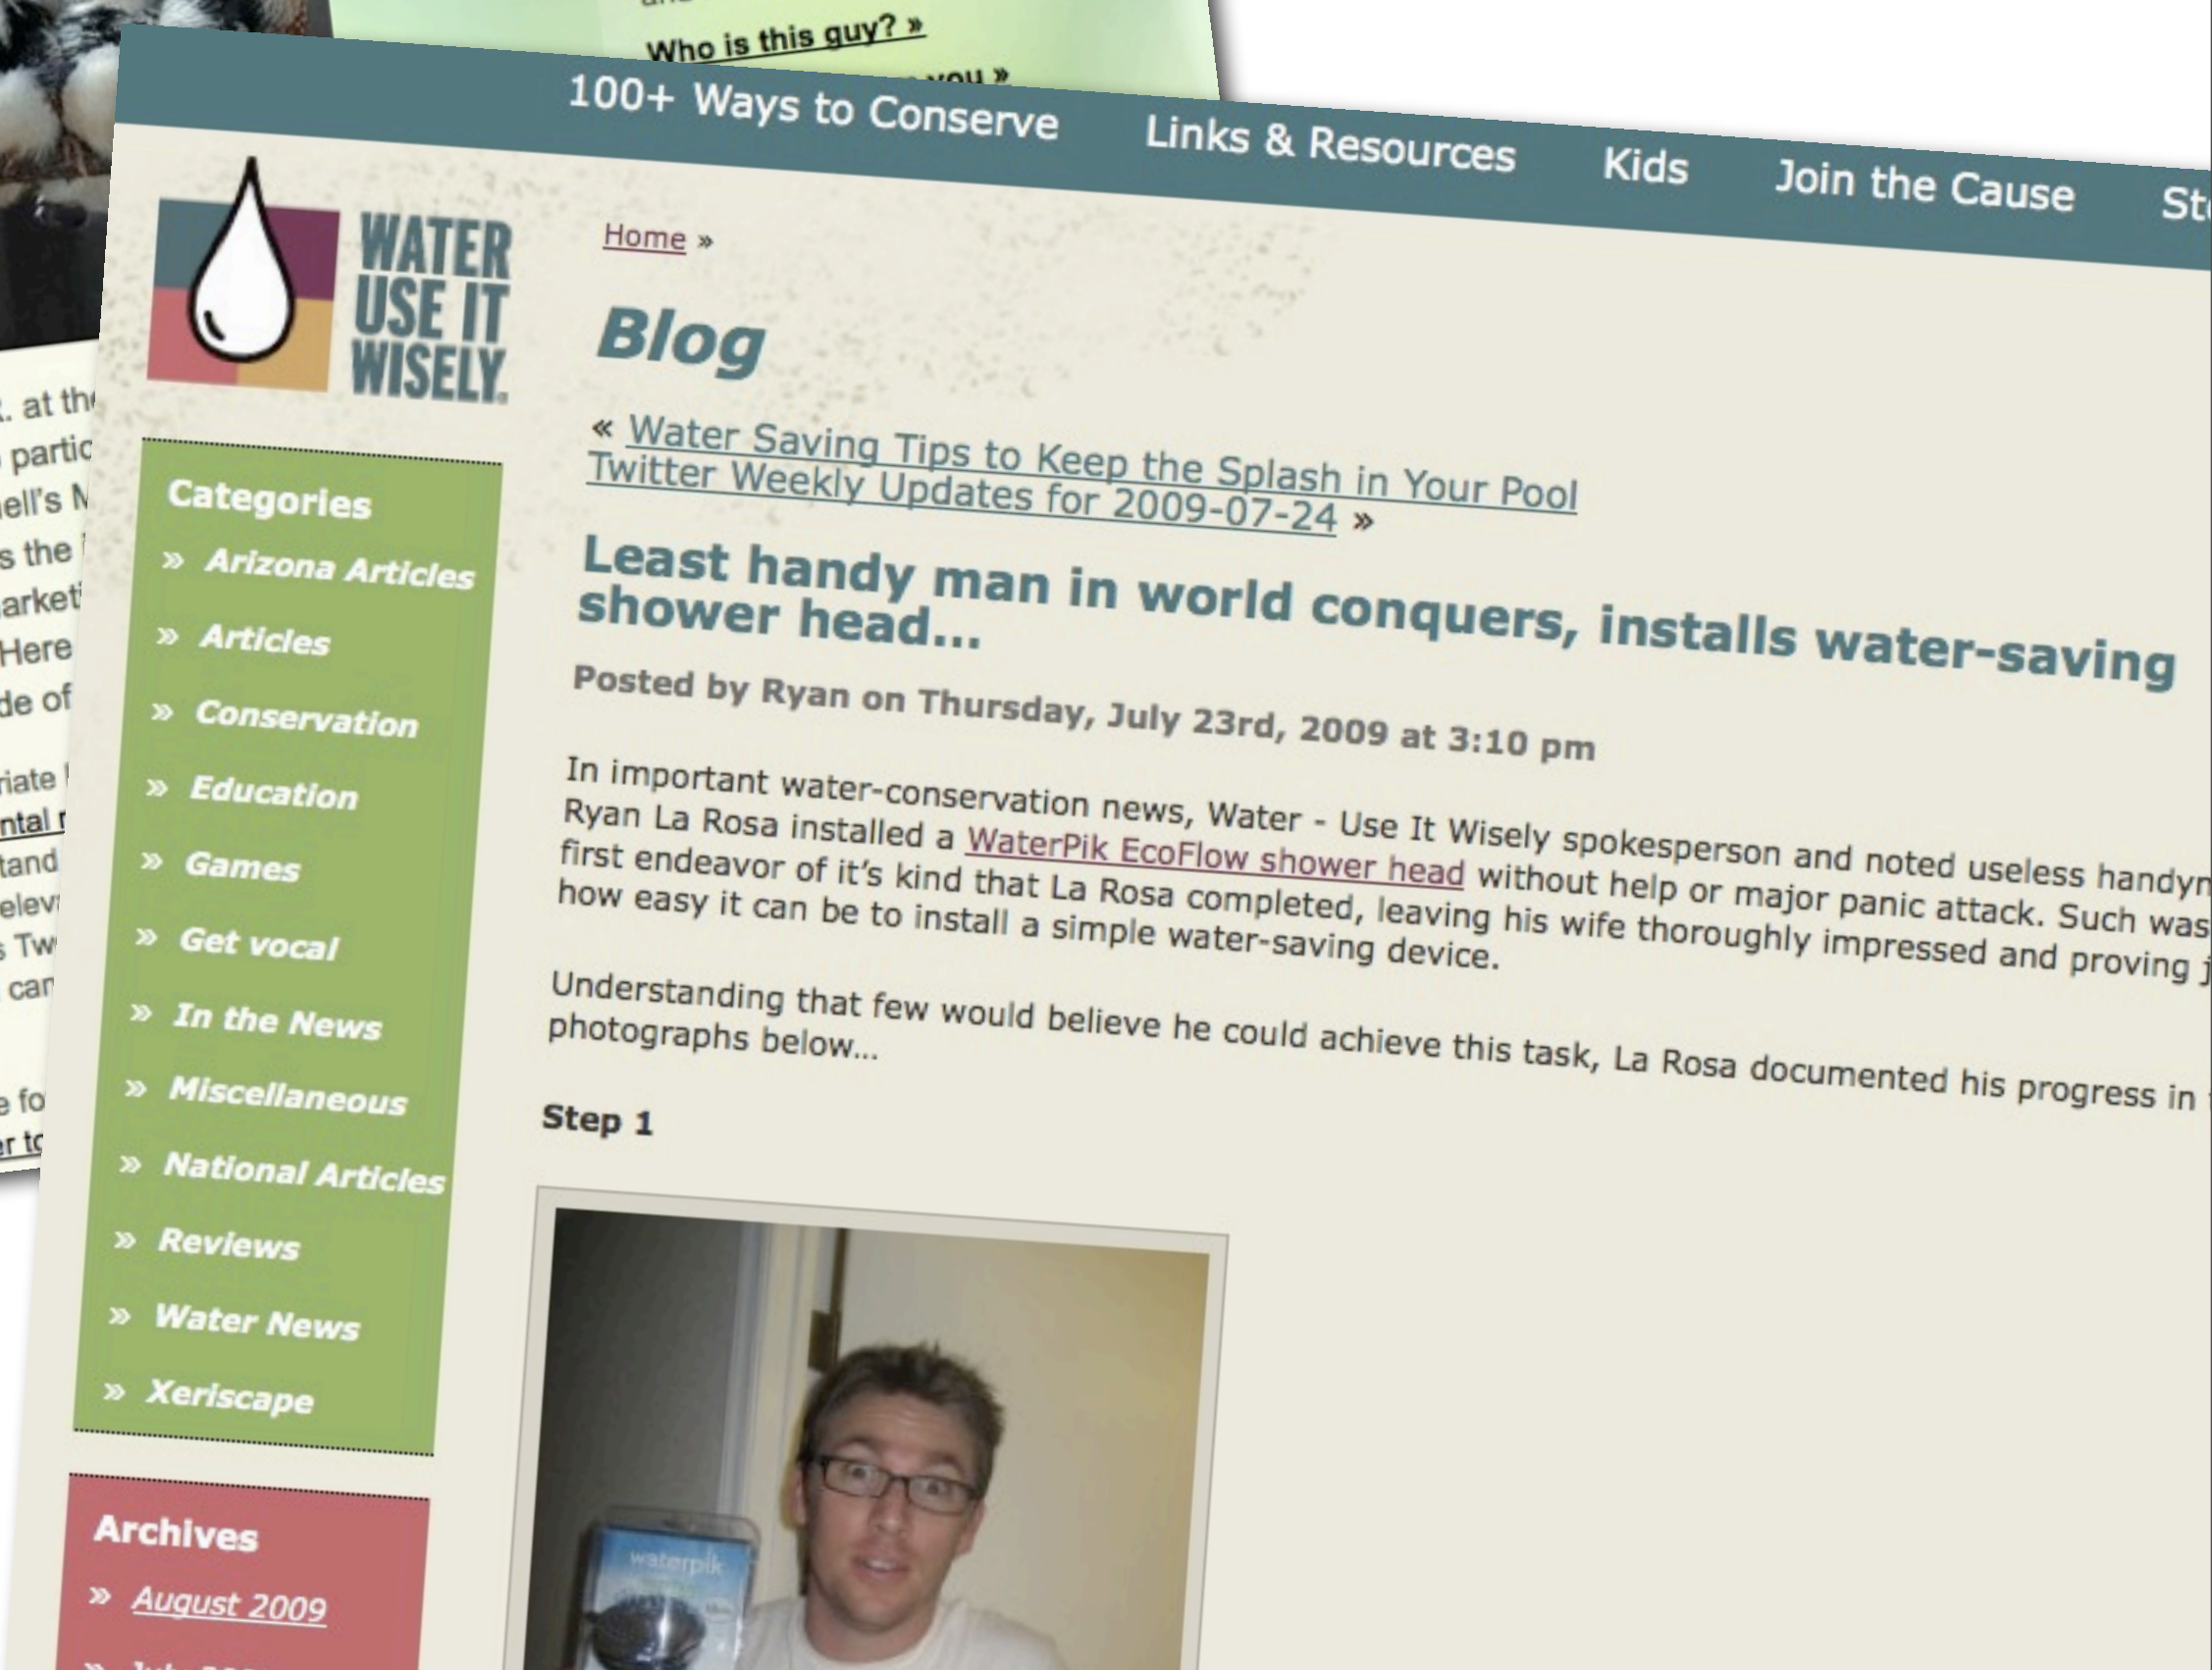 Who is this guy? »
you »
100+ Ways to Conserve Links & Resources Kids Join the Cause
WATER
USE IT
WISELY.
Home »
Blog
« Water Saving Tips to Keep the Splash in Your Pool
Twitter Weekly Updates for 2009-07-24 »
Least handy man in world conquers, installs water-saving
shower head...
Posted by Ryan on Thursday, July 23rd, 2009 at 3:10 pm
In important water-conservation news, Water - Use It Wisely spokesperson and noted useless
Ryan La Rosa installed a WaterPik EcoFlow shower head without help or major panic attack. Such was
first endeavor of it's kind that La Rosa completed, leaving his wife thoroughly impressed and proving
how easy it can be to install a simple water-saving device.
Understanding that few would believe he could achieve this task, La Rosa documented his progress in
photographs below...
Step 1
waterpik
Categories
» Arizona Articles
» Articles
» Conservation
» Education
» Games
» Get vocal
» In the News
» Miscellaneous
» National Articles
» Reviews
» Water News
» Xeriscape
Archives
» August 2009
at the
the
Here
de of
can